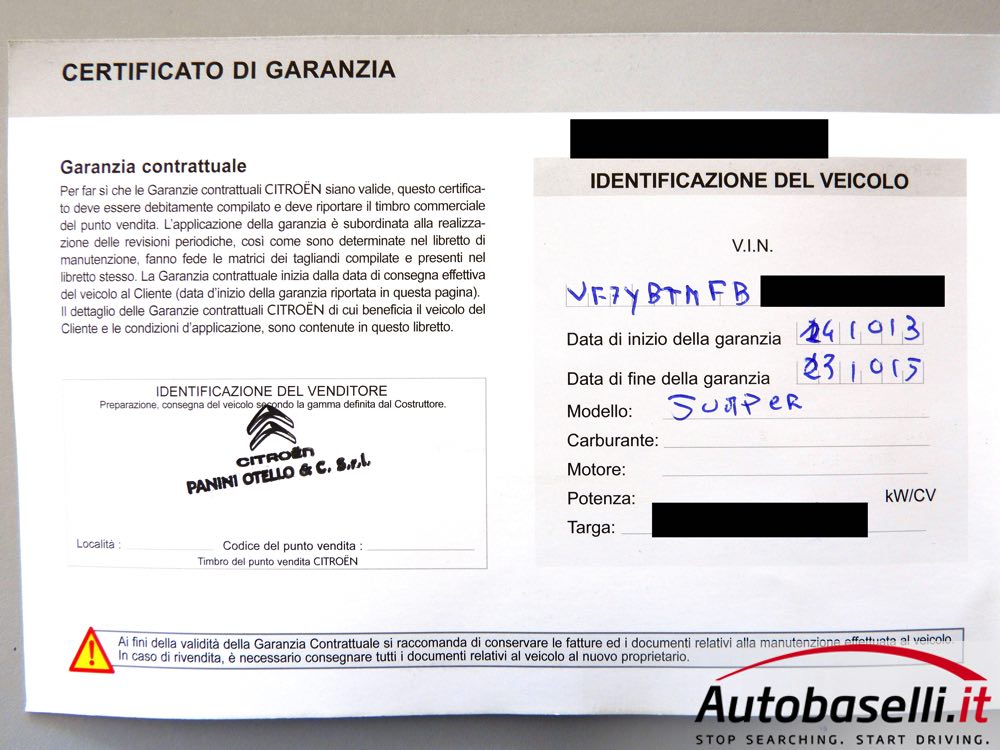 CERTIFICATO DI GARANZIA
Garanzia contrattuale
Per far sì che le Garanzie contrattuali CITROËN siano valide, questo certifica-
to deve essere debitamente compilato e deve riportare il timbro commerciale
del punto vendita. L'applicazione della garanzia è subordinata alla realizza-
zione delle revisioni periodiche, così come sono determinate nel libretto di
manutenzione, fanno fede le matrici dei tagliandi compilate e presenti nel
libretto stesso. La Garanzia contrattuale inizia dalla data di consegna effettiva
del veicolo al Cliente (data d'inizio della garanzia riportata in questa pagina).
Il dettaglio delle Garanzie contrattuali CITROËN di cui beneficia il veicolo del
Cliente e le condizioni d'applicazione, sono contenute in questo libretto.
IDENTIFICAZIONE DEL VENDITORE
Preparazione, consegna del veicolo secondo la gamma definita dal Costruttore.
CITROËN
PANINI OTELLO & C. S.r.l.
Località :
Codice del punto vendita :
Timbro del punto vendita CITROËN
IDENTIFICAZIONE DEL VEICOLO
V.I.N.
VF7YBTMFB
Data di inizio della garanzia 241013
Data di fine della garanzia 231015
Modello: JUMPER
Carburante:
Motore:
Potenza: kW/CV
Targa:
Ai fini della validità della Garanzia Contrattuale si raccomanda di conservare le fatture ed i documenti relativi alla manutenzione effettuata al veicolo.
In caso di rivendita, è necessario consegnare tutti i documenti relativi al veicolo al nuovo proprietario.
Autobaselli.it
STOP SEARCHING. START DRIVING.